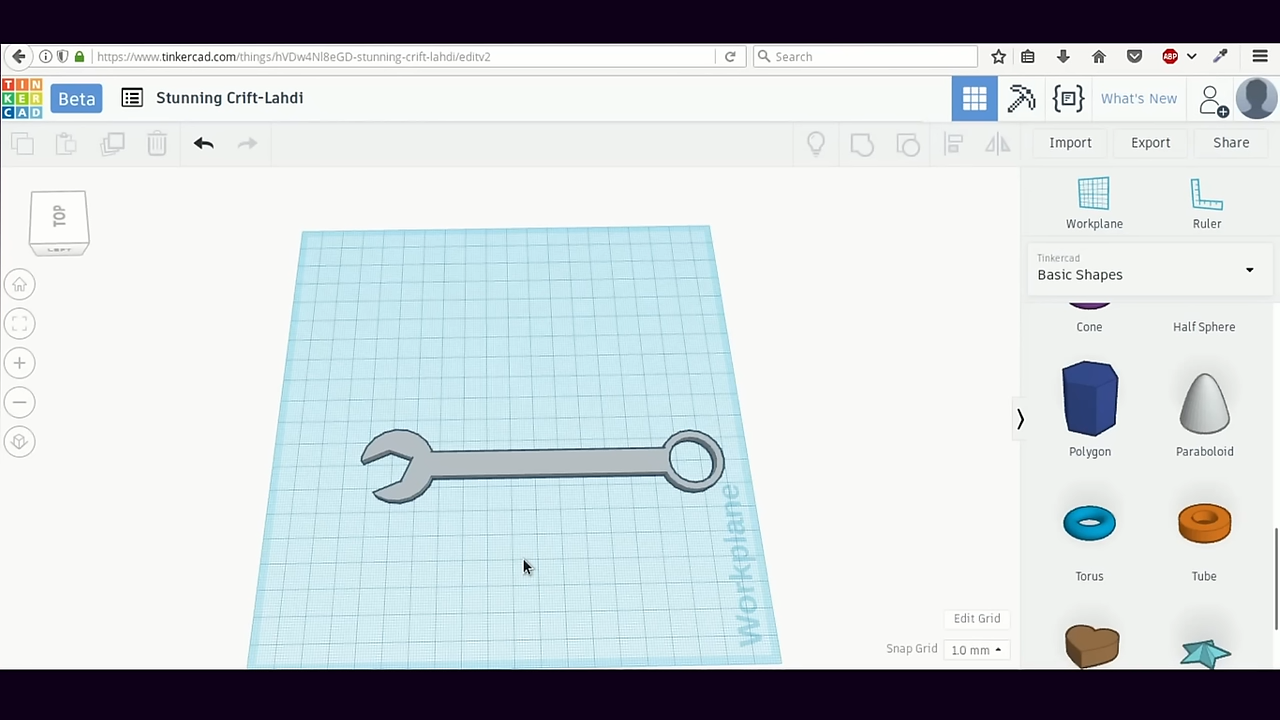 https://www.tinkercad.com/things/hVDw4Nl8eGD-stunning-crift-lahdi/editv2
Search
ABP
TIN
KER
CAD
Beta
Stunning Crift-Lahdi
What's New
Import
Export
Share
TOP
LEFT
Workplane
Ruler
Tinkercad
Basic Shapes
Cone
Half Sphere
Polygon
Paraboloid
Torus
Tube
Workplane
Edit Grid
Snap Grid
1.0 mm